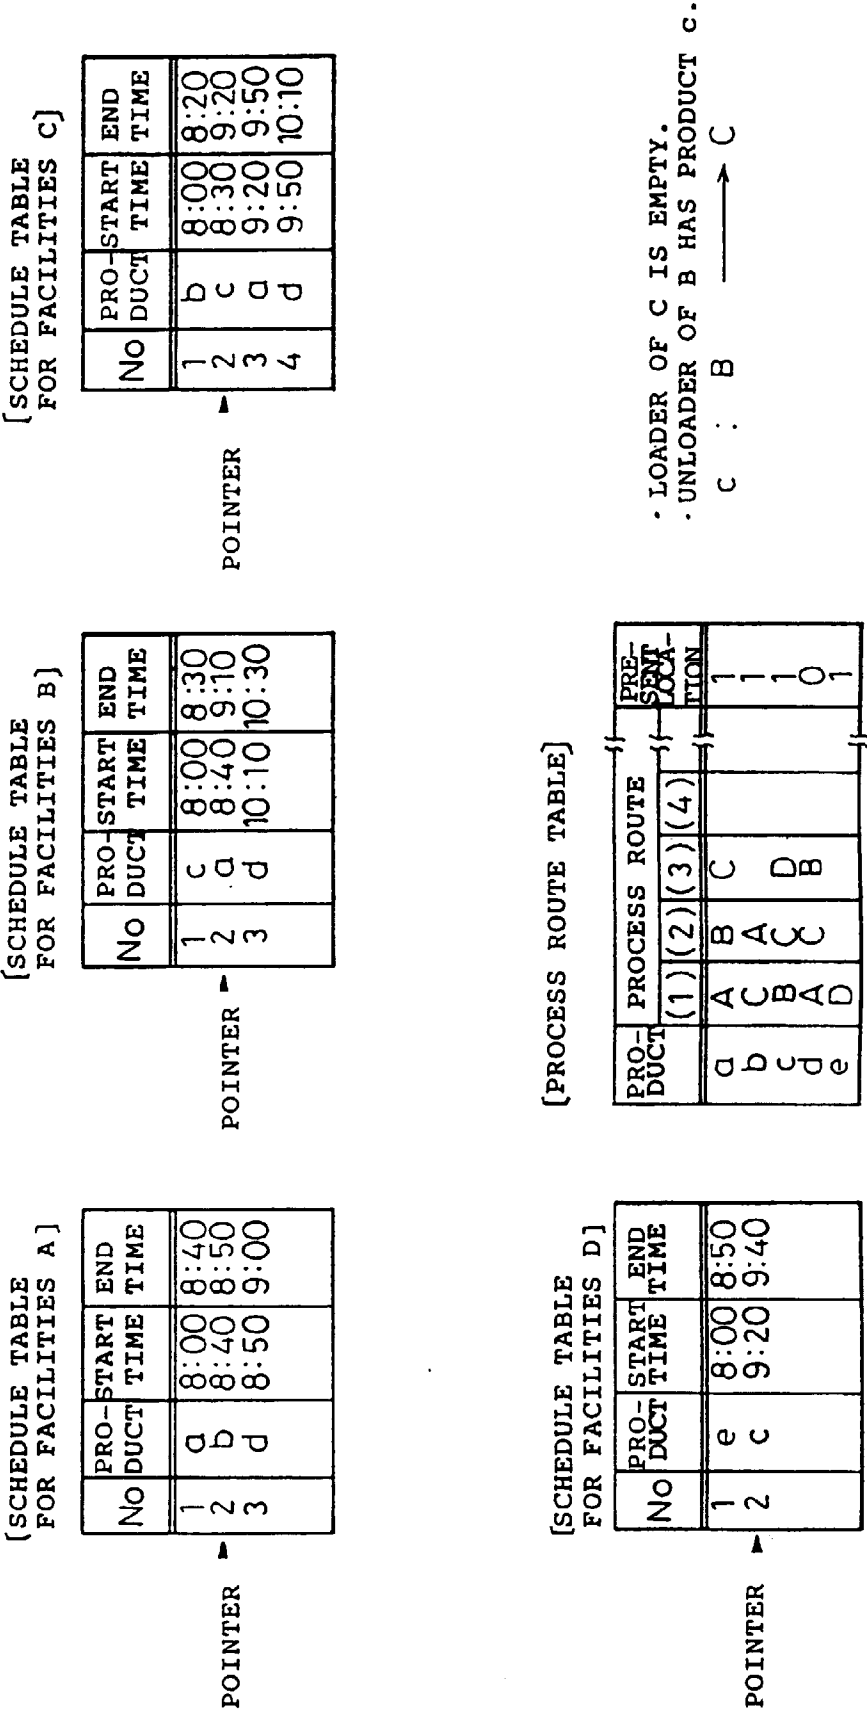 [SCHEDULE TABLE
FOR FACILITIES A]
No PRO-DUCT START TIME END TIME
1 a 8:00 8:40
2 b 8:40 8:50
3 d 8:50 9:00
POINTER
[SCHEDULE TABLE
FOR FACILITIES B]
No PRO-DUCT START TIME END TIME
1 c 8:00 8:30
2 a 8:40 9:10
3 d 10:10 10:30
POINTER
[SCHEDULE TABLE
FOR FACILITIES C]
No PRO-DUCT START TIME END TIME
1 b 8:00 8:20
2 c 8:30 9:20
3 a 9:20 9:50
4 d 9:50 10:10
POINTER
[SCHEDULE TABLE
FOR FACILITIES D]
No PRO-DUCT START TIME END TIME
1 e 8:00 8:50
2 c 9:20 9:40
POINTER
[PROCESS ROUTE TABLE]
PRO-DUCT PROCESS ROUTE PRE-SENT LOCA-TION
(1) (2) (3) (4)
a A B C 1
b C A 1
c B C D 1
d A C B 0
e D 1
· LOADER OF C IS EMPTY.
· UNLOADER OF B HAS PRODUCT c.
c : B → C